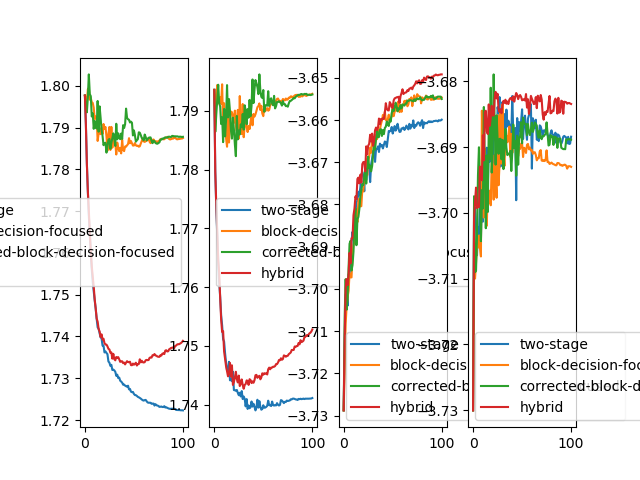 1.80
1.79
1.78
1.77
1.75
1.74
1.73
1.72
0
100
ge
decision-focused
ed-block-decision-focused
1.79
1.78
1.77
1.76
1.75
1.74
0
100
two-stage
block-decis
corrected-b
hybrid
−3.65
−3.66
−3.67
−3.68
−3.69
−3.70
−3.71
−3.72
−3.73
0
100
two-stage
block-decis
corrected-b
hybrid
−3.68
−3.69
−3.70
−3.71
−3.72
−3.73
0
100
two-stage
block-decision-foc
corrected-block-d
hybrid